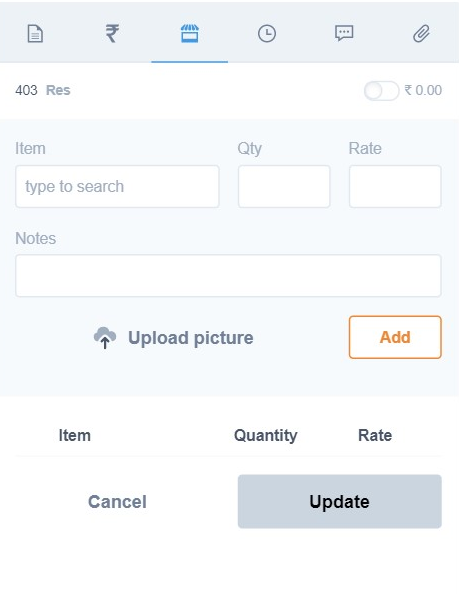 ₹
403 Res ₹ 0.00
Item Qty Rate
type to search
Notes
Upload picture Add
Item Quantity Rate
Cancel Update